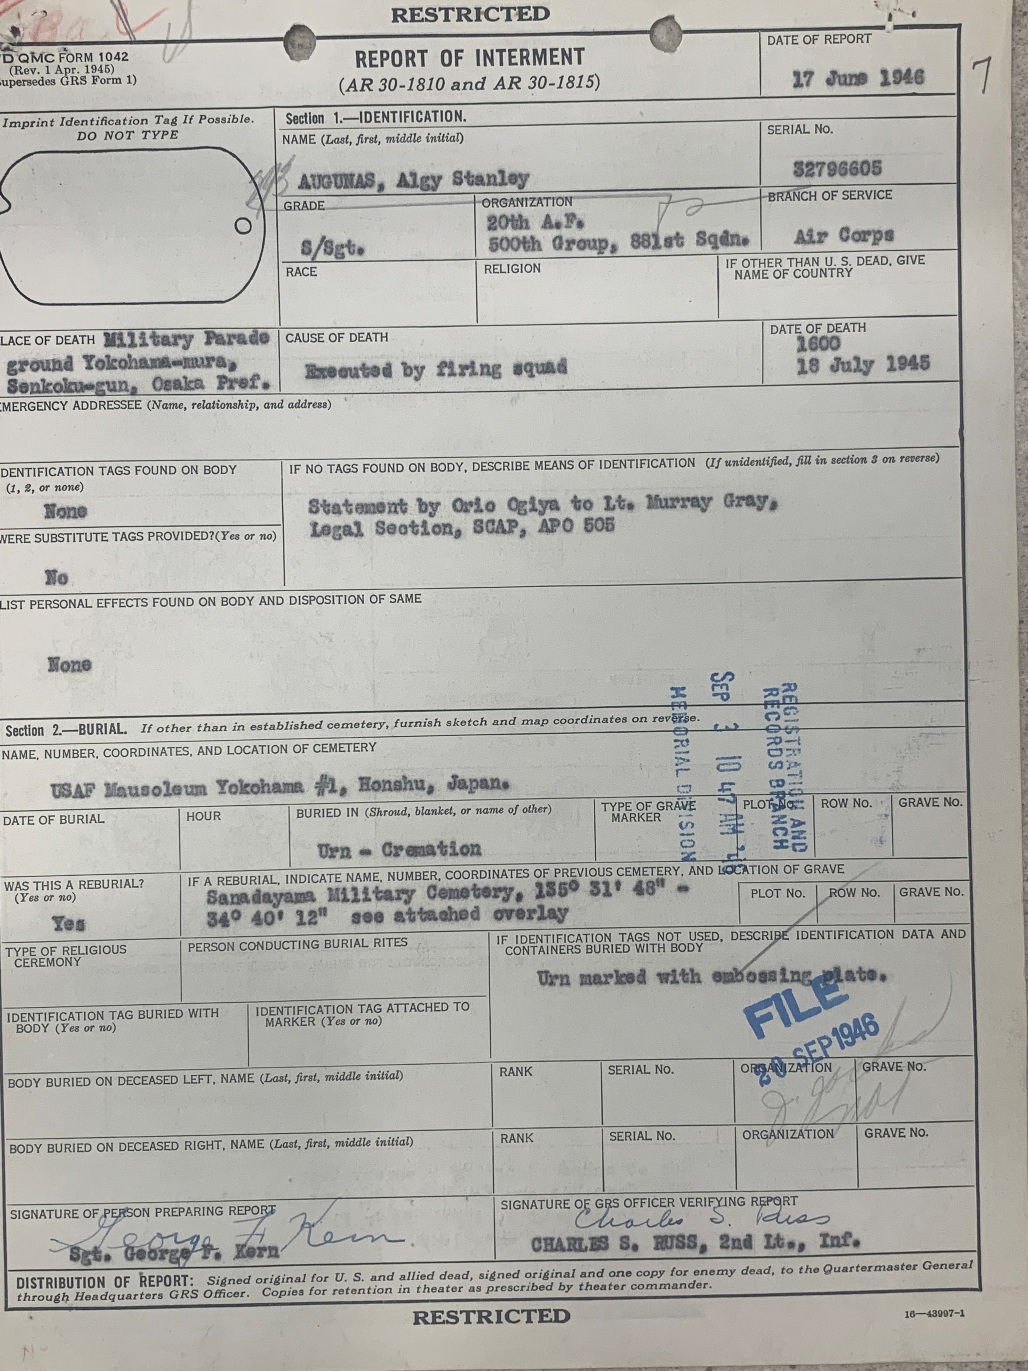 RESTRICTED
D QMC FORM 1042
(Rev. 1 Apr. 1945)
upersedes GRS Form 1)
REPORT OF INTERMENT
(AR 30-1810 and AR 30-1815)
DATE OF REPORT
17 June 1946
7
Imprint Identification Tag If Possible.
DO NOT TYPE
Section 1.—IDENTIFICATION.
NAME (Last, first, middle initial)
AUGUNAS, Algy Stanley
SERIAL No.
32796605
GRADE
S/Sgt.
ORGANIZATION
20th A.F.
500th Group, 881st Sqdn.
BRANCH OF SERVICE
Air Corps
RACE
RELIGION
IF OTHER THAN U. S. DEAD, GIVE
NAME OF COUNTRY
LACE OF DEATH Military Parade
ground Yokohama-mura,
Senkoku-gun, Osaka Pref.
CAUSE OF DEATH
Executed by firing squad
DATE OF DEATH
1600
18 July 1945
MERGENCY ADDRESSEE (Name, relationship, and address)
DENTIFICATION TAGS FOUND ON BODY
(1, 2, or none)
None
IF NO TAGS FOUND ON BODY, DESCRIBE MEANS OF IDENTIFICATION (If unidentified, fill in section 3 on reverse)
Statement by Orio Ogiya to Lt. Murray Gray,
Legal Section, SCAP, APO 505
WERE SUBSTITUTE TAGS PROVIDED?(Yes or no)
No
LIST PERSONAL EFFECTS FOUND ON BODY AND DISPOSITION OF SAME
None
REGISTRATION AND
RECORDS BRANCH
SEP 3 10 47 AM '46
MEMORIAL DIVISION
Section 2.—BURIAL. If other than in established cemetery, furnish sketch and map coordinates on reverse.
NAME, NUMBER, COORDINATES, AND LOCATION OF CEMETERY
USAF Mausoleum Yokohama #1, Honshu, Japan.
DATE OF BURIAL
HOUR
BURIED IN (Shroud, blanket, or name of other)
Urn - Cremation
TYPE OF GRAVE
MARKER
PLOT No.
ROW No.
GRAVE No.
WAS THIS A REBURIAL?
(Yes or no)
Yes
IF A REBURIAL, INDICATE NAME, NUMBER, COORDINATES OF PREVIOUS CEMETERY, AND LOCATION OF GRAVE
Sanadayama Military Cemetery, 135° 31' 48" -
34° 40' 12" see attached overlay
PLOT No.
ROW No.
GRAVE No.
TYPE OF RELIGIOUS
CEREMONY
PERSON CONDUCTING BURIAL RITES
IF IDENTIFICATION TAGS NOT USED, DESCRIBE IDENTIFICATION DATA AND
CONTAINERS BURIED WITH BODY
Urn marked with embossing plate.
IDENTIFICATION TAG BURIED WITH
BODY (Yes or no)
IDENTIFICATION TAG ATTACHED TO
MARKER (Yes or no)
FILE
20 SEP 1946
BODY BURIED ON DECEASED LEFT, NAME (Last, first, middle initial)
RANK
SERIAL No.
ORGANIZATION
GRAVE No.
BODY BURIED ON DECEASED RIGHT, NAME (Last, first, middle initial)
RANK
SERIAL No.
ORGANIZATION
GRAVE No.
SIGNATURE OF PERSON PREPARING REPORT
George F. Kern
Sgt. George F. Kern
SIGNATURE OF GRS OFFICER VERIFYING REPORT
Charles S. Russ
CHARLES S. RUSS, 2nd Lt., Inf.
DISTRIBUTION OF REPORT: Signed original for U. S. and allied dead, signed original and one copy for enemy dead, to the Quartermaster General
through Headquarters GRS Officer. Copies for retention in theater as prescribed by theater commander.
RESTRICTED
16—43997-1